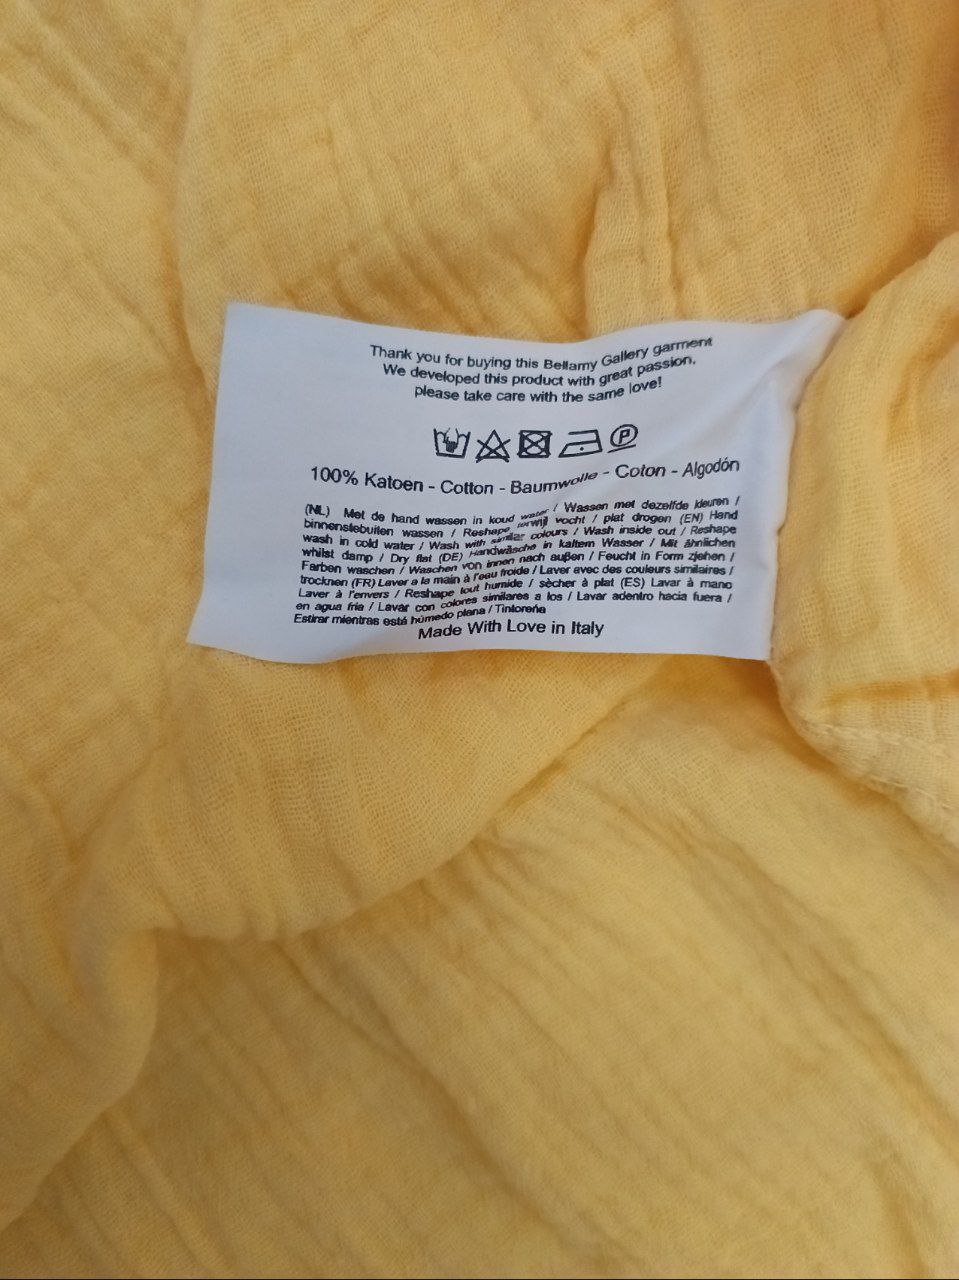 Thank you for buying this Bellamy Gallery garment
We developed this product with great passion,
please take care with the same love!
P
100% Katoen - Cotton - Baumwolle - Coton - Algodón
(NL) Met de hand wassen in koud water / Wassen met dezelfde kleuren /
binnenstebuiten wassen / Reshape terwijl vocht / plat drogen (EN) Hand
wash in cold water / Wash with similar colours / Wash inside out / Reshape
whilst damp / Dry flat (DE) Handwäsche in kaltem Wasser / Mit ähnlichen
Farben waschen / Waschen von innen nach außen / Feucht in Form ziehen /
trocknen (FR) Laver a la main à l'eau froide / Laver avec des couleurs similaires /
Laver à l'envers / Reshape tout humide / sècher à plat (ES) Lavar à mano
en agua fría / Lavar con colores similares a los / Lavar adentro hacia fuera /
Estirar mientras está húmedo plana / Tintorería
Made With Love in Italy